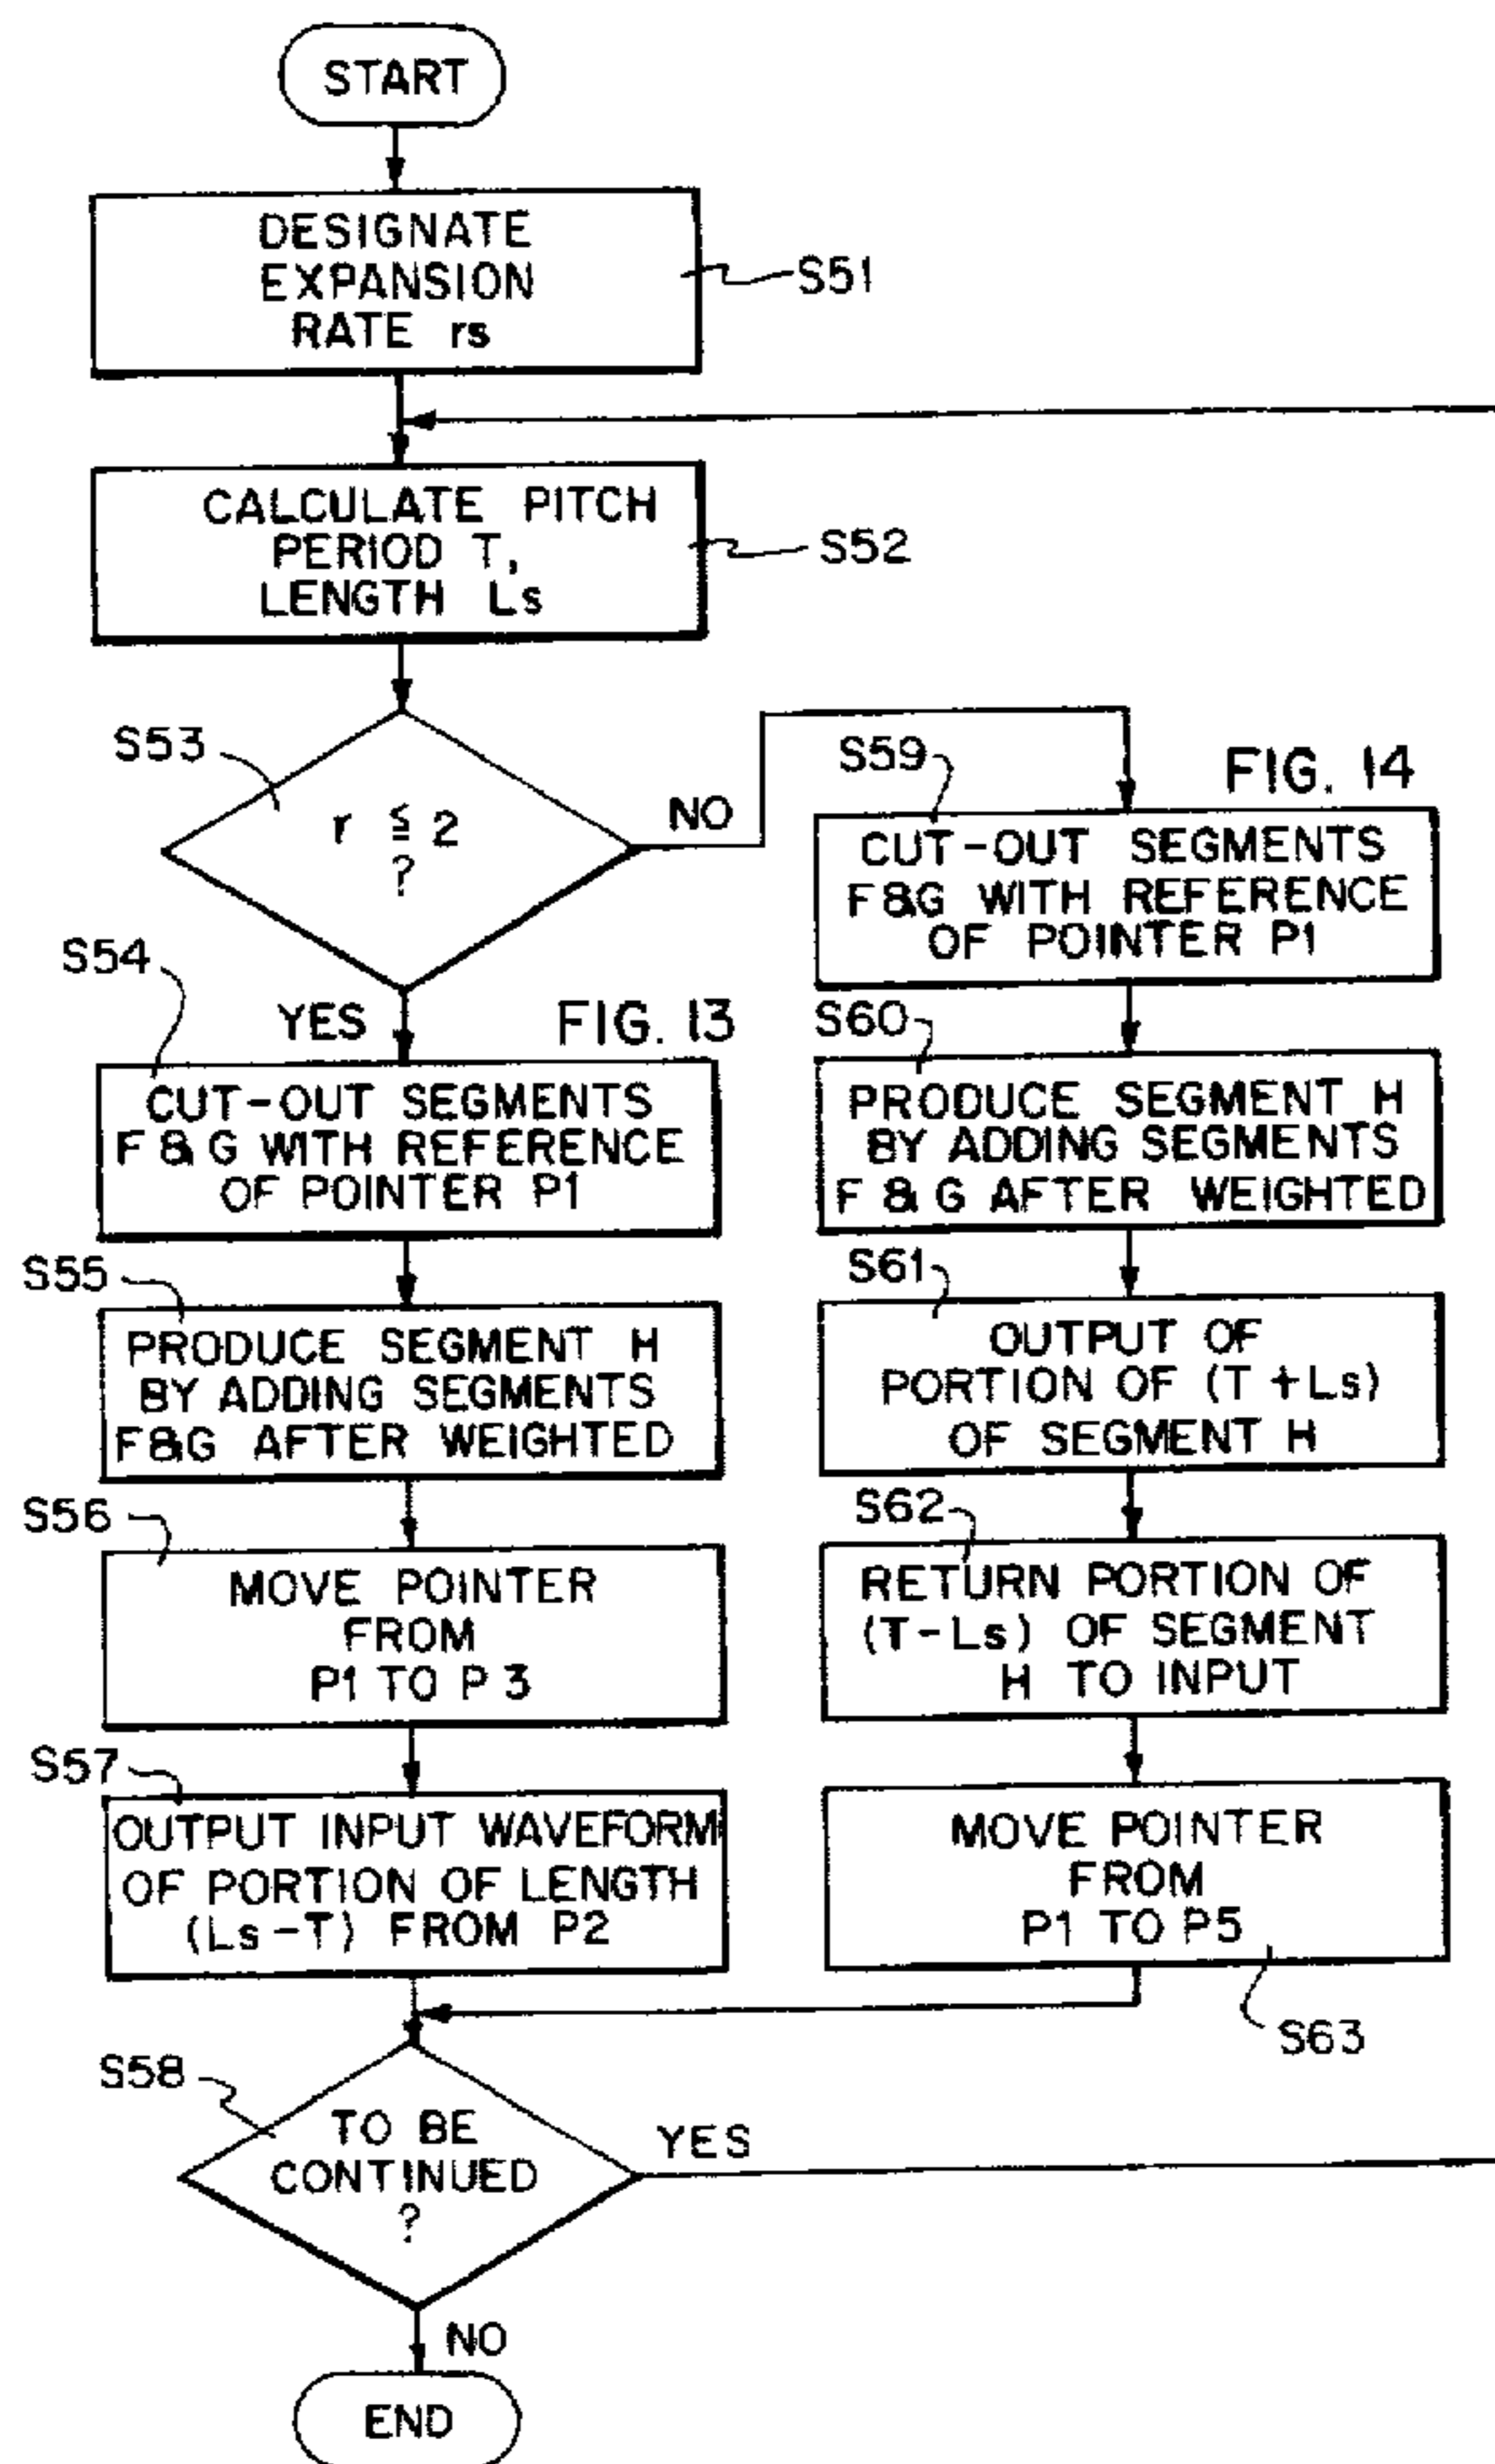 START
DESIGNATE
EXPANSION
RATE rs
S51
CALCULATE PITCH
PERIOD T,
LENGTH Ls
S52
S53
r ≦ 2
?
NO
YES
FIG. 13
S54
CUT-OUT SEGMENTS
F & G WITH REFERENCE
OF POINTER P1
S55
PRODUCE SEGMENT H
BY ADDING SEGMENTS
F&G AFTER WEIGHTED
S56
MOVE POINTER
FROM
P1 TO P3
S57
OUTPUT INPUT WAVEFORM
OF PORTION OF LENGTH
(Ls-T) FROM P2
FIG. 14
S59
CUT-OUT SEGMENTS
F&G WITH REFERENCE
OF POINTER P1
S60
PRODUCE SEGMENT H
BY ADDING SEGMENTS
F & G AFTER WEIGHTED
S61
OUTPUT OF
PORTION OF (T+Ls)
OF SEGMENT H
S62
RETURN PORTION OF
(T-Ls) OF SEGMENT
H TO INPUT
MOVE POINTER
FROM
P1 TO P5
S63
S58
TO BE
CONTINUED
?
YES
NO
END